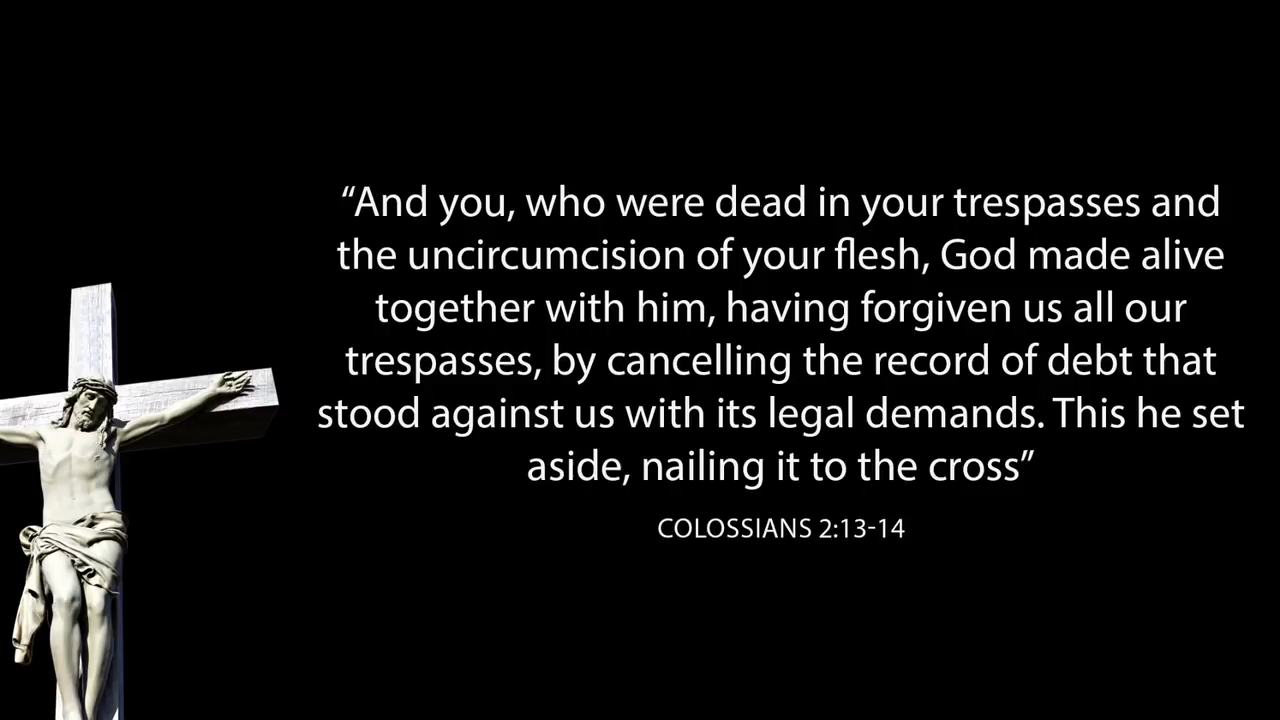 “And you, who were dead in your trespasses and
the uncircumcision of your flesh, God made alive
together with him, having forgiven us all our
trespasses, by cancelling the record of debt that
stood against us with its legal demands. This he set
aside, nailing it to the cross”
COLOSSIANS 2:13-14